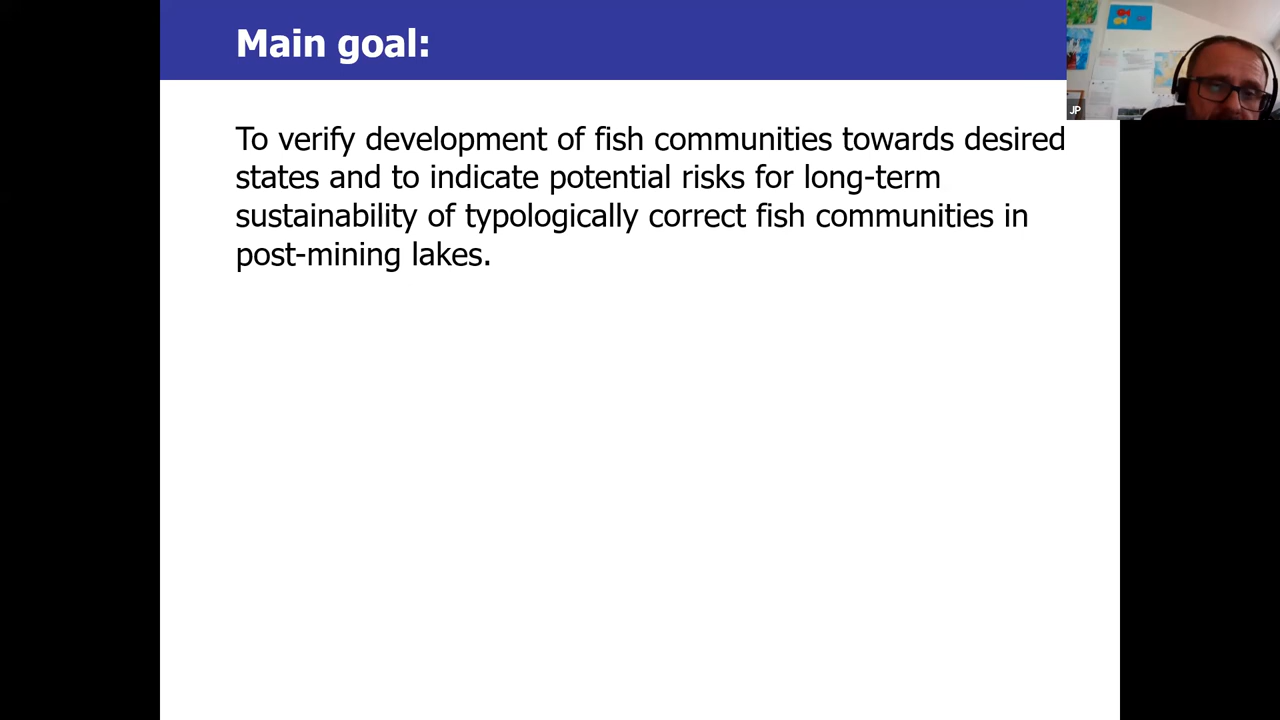 Main goal:
JP
To verify development of fish communities towards desired
states and to indicate potential risks for long-term
sustainability of typologically correct fish communities in
post-mining lakes.